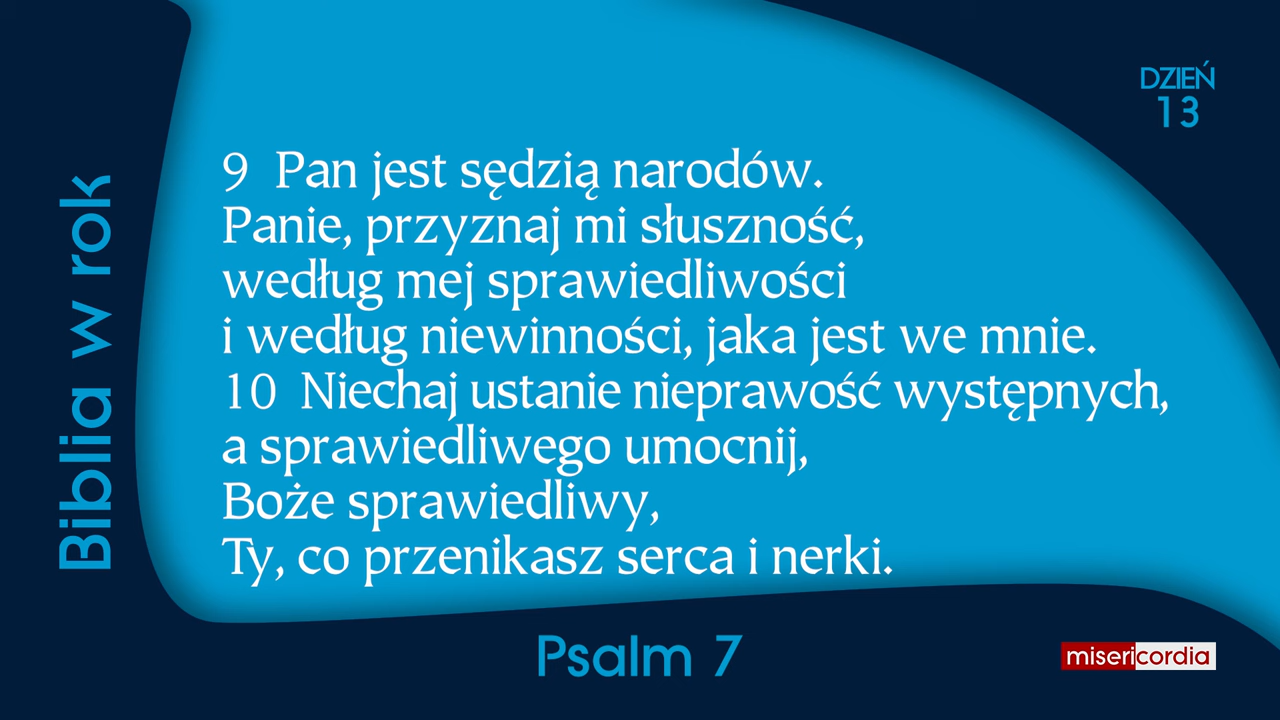 DZIEŃ
13
Biblia w rok
9 Pan jest sędzią narodów.
Panie, przyznaj mi słuszność,
według mej sprawiedliwości
i według niewinności, jaka jest we mnie.
10 Niechaj ustanie nieprawość występnych,
a sprawiedliwego umocnij,
Boże sprawiedliwy,
Ty, co przenikasz serca i nerki.
Psalm 7
misericordia